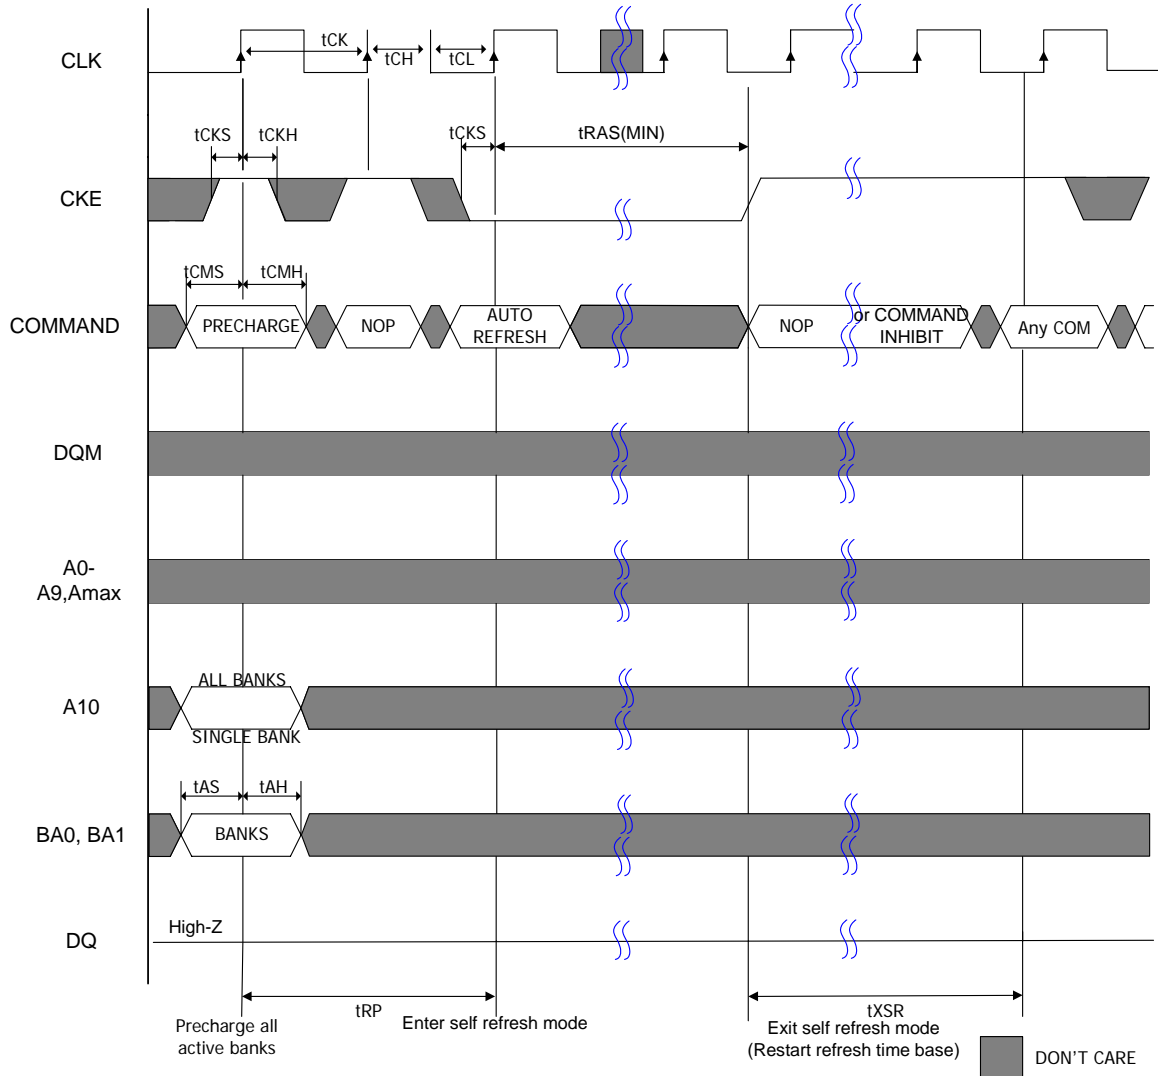 CLK
tCK
tCH
tCL
tCKS
tCKH
tCKS
tRAS(MIN)
CKE
tCMS
tCMH
COMMAND
PRECHARGE
NOP
AUTO
REFRESH
NOP
or COMMAND
INHIBIT
Any COM
DQM
A0-
A9,Amax
A10
ALL BANKS
SINGLE BANK
tAS
tAH
BA0, BA1
BANKS
DQ
High-Z
tRP
tXSR
Precharge all
active banks
Enter self refresh mode
Exit self refresh mode
(Restart refresh time base)
DON'T CARE